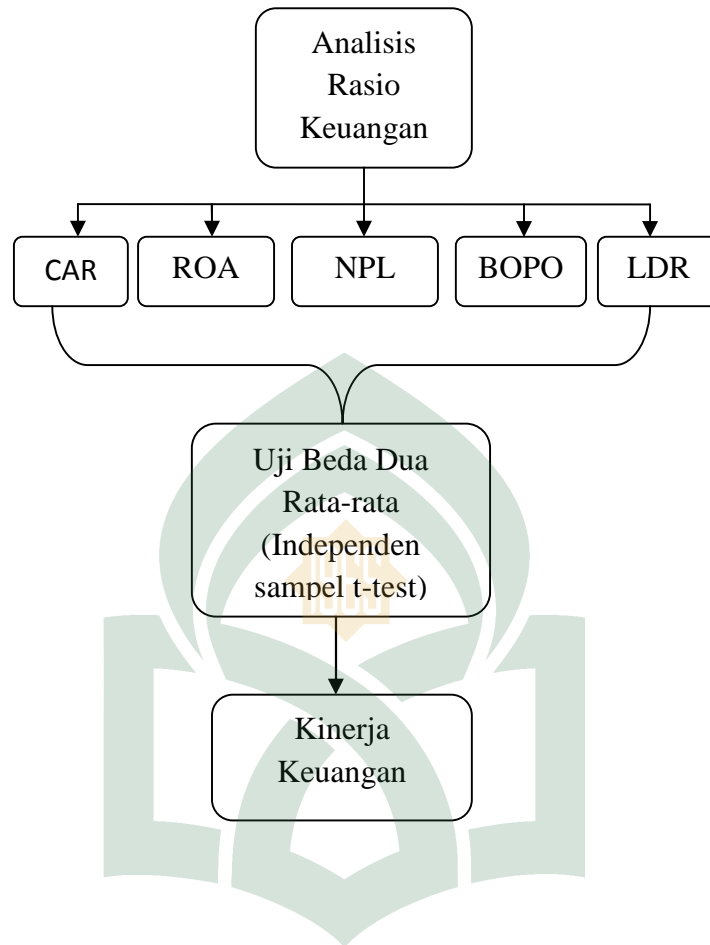 Analisis
Rasio
Keuangan
CAR
ROA
NPL
BOPO
LDR
Uji Beda Dua
Rata-rata
(Independen
sampel t-test)
Kinerja
Keuangan